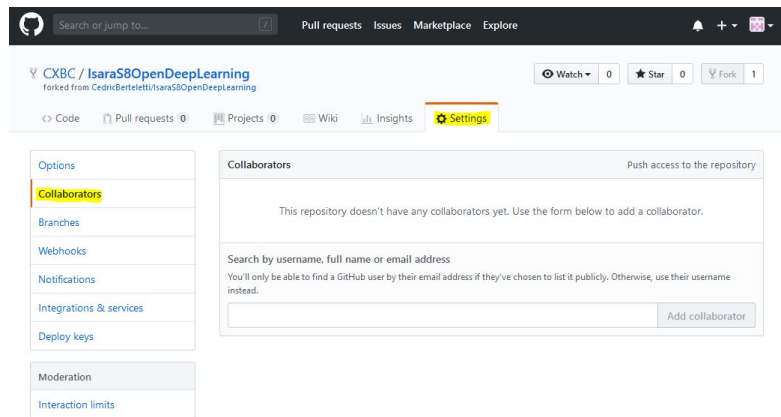 Search or jump to... /
Pull requests Issues Marketplace Explore
CXBC / IsaraS8OpenDeepLearning
forked from CedricBerteletti/IsaraS8OpenDeepLearning
Watch 0 Star 0 Fork 1
Code Pull requests 0 Projects 0 Wiki Insights Settings
Options
Collaborators
Branches
Webhooks
Notifications
Integrations & services
Deploy keys
Moderation
Interaction limits
Collaborators Push access to the repository
This repository doesn't have any collaborators yet. Use the form below to add a collaborator.
Search by username, full name or email address
You'll only be able to find a GitHub user by their email address if they've chosen to list it publicly. Otherwise, use their username
instead.
Add collaborator